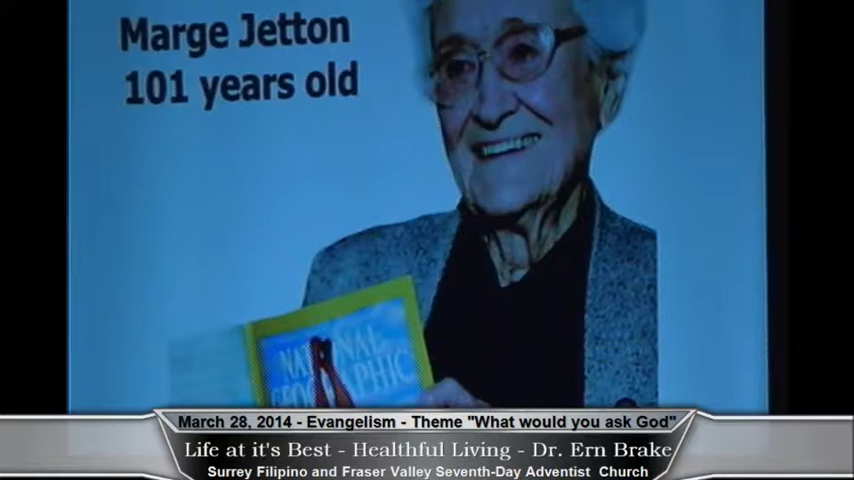 Marge Jetton
101 years old
NATIONAL
GEOGRAPHIC
March 28, 2014 - Evangelism - Theme "What would you ask God"
Life at it's Best - Healthful Living - Dr. Ern Brake
Surrey Filipino and Fraser Valley Seventh-Day Adventist Church